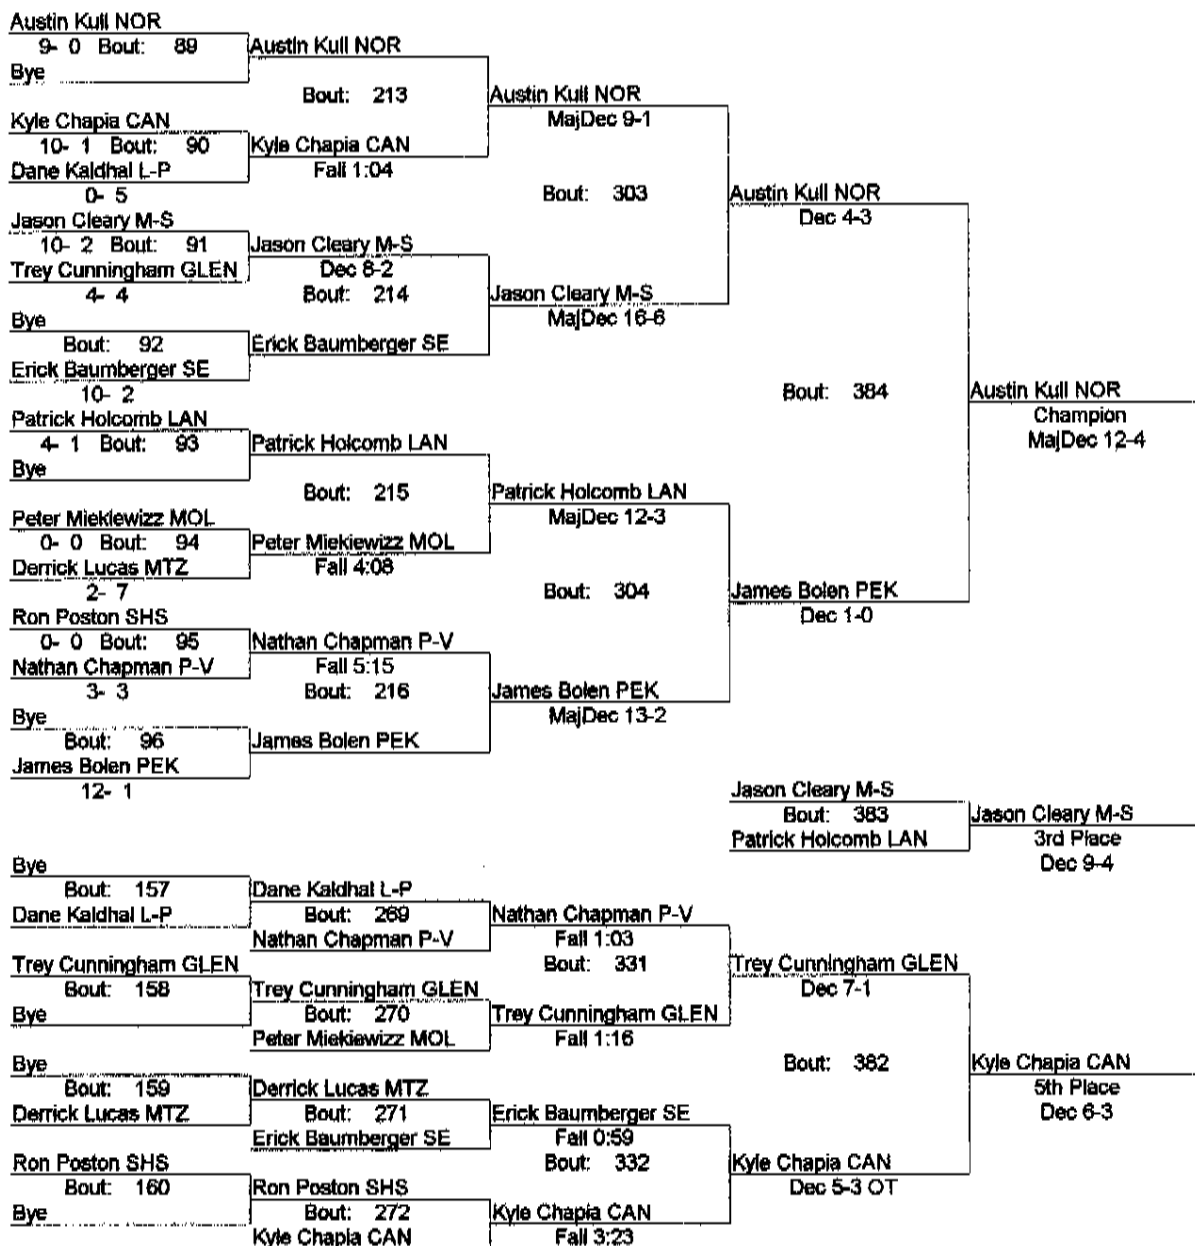 Austin Kull NOR
9- 0 Bout: 89
Bye
Austin Kull NOR
Bout: 213
Kyle Chapia CAN
10- 1 Bout: 90
Dane Kaldhal L-P
0- 5
Kyle Chapia CAN
Fall 1:04
Austin Kull NOR
MajDec 9-1
Bout: 303
Jason Cleary M-S
10- 2 Bout: 91
Trey Cunningham GLEN
4- 4
Jason Cleary M-S
Dec 8-2
Bout: 214
Bye
Bout: 92
Erick Baumberger SE
10- 2
Erick Baumberger SE
Jason Cleary M-S
MajDec 16-6
Austin Kull NOR
Dec 4-3
Bout: 384
Patrick Holcomb LAN
4- 1 Bout: 93
Bye
Patrick Holcomb LAN
Bout: 215
Peter Miekiewizz MOL
0- 0 Bout: 94
Derrick Lucas MTZ
2- 7
Peter Miekiewizz MOL
Fall 4:08
Patrick Holcomb LAN
MajDec 12-3
Bout: 304
Ron Poston SHS
0- 0 Bout: 95
Nathan Chapman P-V
3- 3
Nathan Chapman P-V
Fall 5:15
Bout: 216
Bye
Bout: 96
James Bolen PEK
12- 1
James Bolen PEK
James Bolen PEK
MajDec 13-2
James Bolen PEK
Dec 1-0
Austin Kull NOR
Champion
MajDec 12-4
Jason Cleary M-S
Bout: 383
Patrick Holcomb LAN
Jason Cleary M-S
3rd Place
Dec 9-4
Bye
Bout: 157
Dane Kaldhal L-P
Dane Kaldhal L-P
Bout: 269
Nathan Chapman P-V
Nathan Chapman P-V
Fall 1:03
Bout: 331
Trey Cunningham GLEN
Bout: 158
Bye
Trey Cunningham GLEN
Bout: 270
Peter Miekiewizz MOL
Trey Cunningham GLEN
Fall 1:16
Trey Cunningham GLEN
Dec 7-1
Bout: 382
Bye
Bout: 159
Derrick Lucas MTZ
Derrick Lucas MTZ
Bout: 271
Erick Baumberger SE
Erick Baumberger SE
Fall 0:59
Bout: 332
Ron Poston SHS
Bout: 160
Bye
Ron Poston SHS
Bout: 272
Kyle Chapia CAN
Kyle Chapia CAN
Fall 3:23
Kyle Chapia CAN
Dec 5-3 OT
Kyle Chapia CAN
5th Place
Dec 6-3